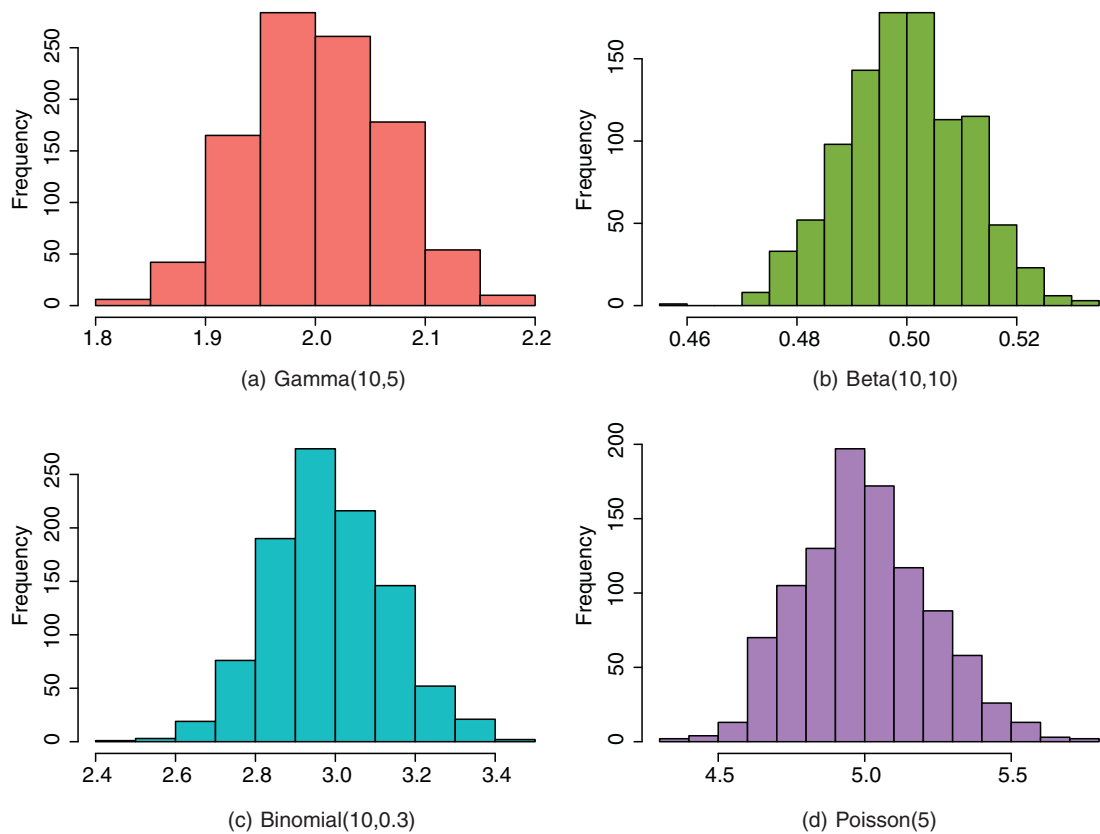 Frequency
250
200
150
100
50
0
1.8 1.9 2.0 2.1 2.2
(a) Gamma(10,5)
Frequency
150
100
50
0
0.46 0.48 0.50 0.52
(b) Beta(10,10)
Frequency
250
200
150
100
50
0
2.4 2.6 2.8 3.0 3.2 3.4
(c) Binomial(10,0.3)
Frequency
200
150
100
50
0
4.5 5.0 5.5
(d) Poisson(5)